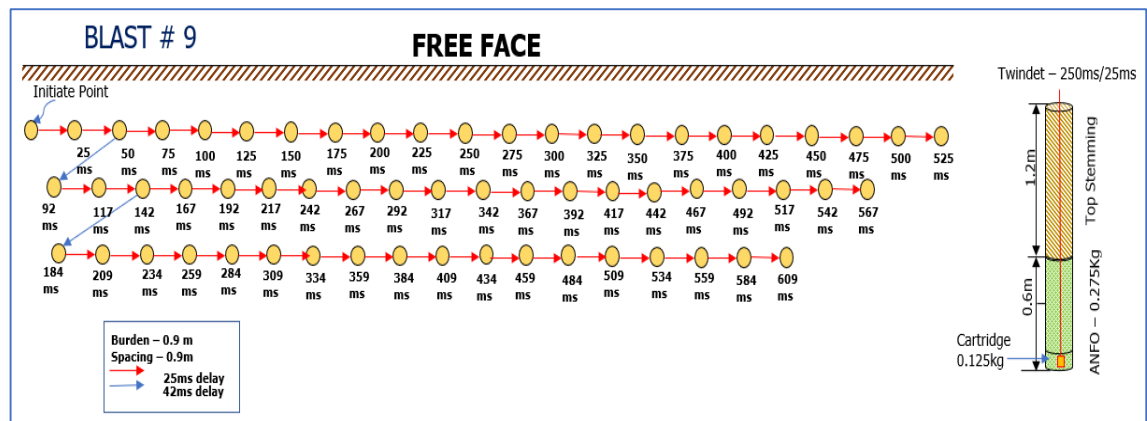 BLAST # 9
FREE FACE
Twindet – 250ms/25ms
Initiate Point
25 ms
50 ms
75 ms
100 ms
125 ms
150 ms
175 ms
200 ms
225 ms
250 ms
275 ms
300 ms
325 ms
350 ms
375 ms
400 ms
425 ms
450 ms
475 ms
500 ms
525 ms
92 ms
117 ms
142 ms
167 ms
192 ms
217 ms
242 ms
267 ms
292 ms
317 ms
342 ms
367 ms
392 ms
417 ms
442 ms
467 ms
492 ms
517 ms
542 ms
567 ms
184 ms
209 ms
234 ms
259 ms
284 ms
309 ms
334 ms
359 ms
384 ms
409 ms
434 ms
459 ms
484 ms
509 ms
534 ms
559 ms
584 ms
609 ms
Burden – 0.9 m
Spacing – 0.9m
25ms delay
42ms delay
1.2m
Top Stemming
0.6m
ANFO – 0.275Kg
Cartridge
0.125kg